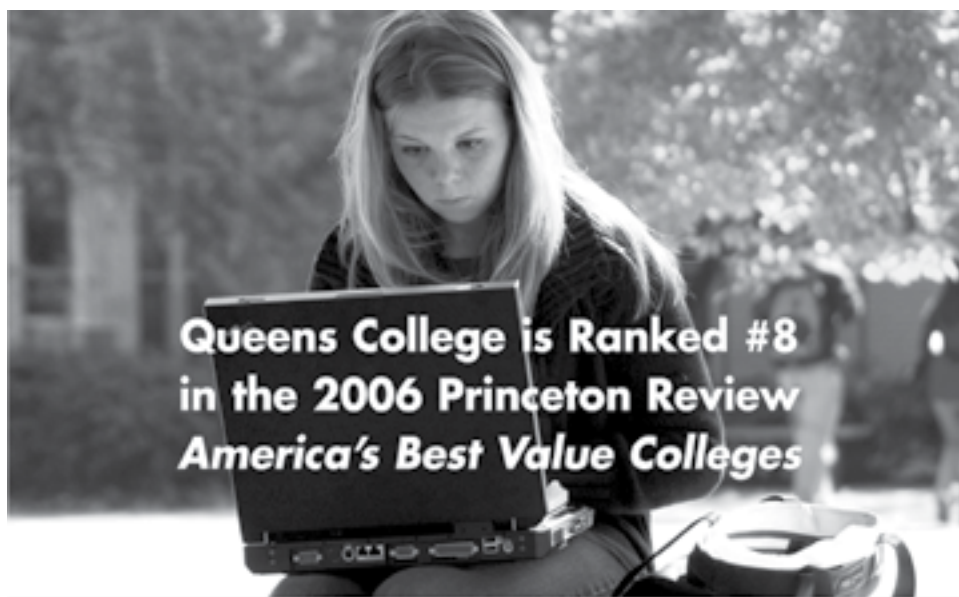 Queens College is Ranked #8
in the 2006 Princeton Review
America's Best Value Colleges